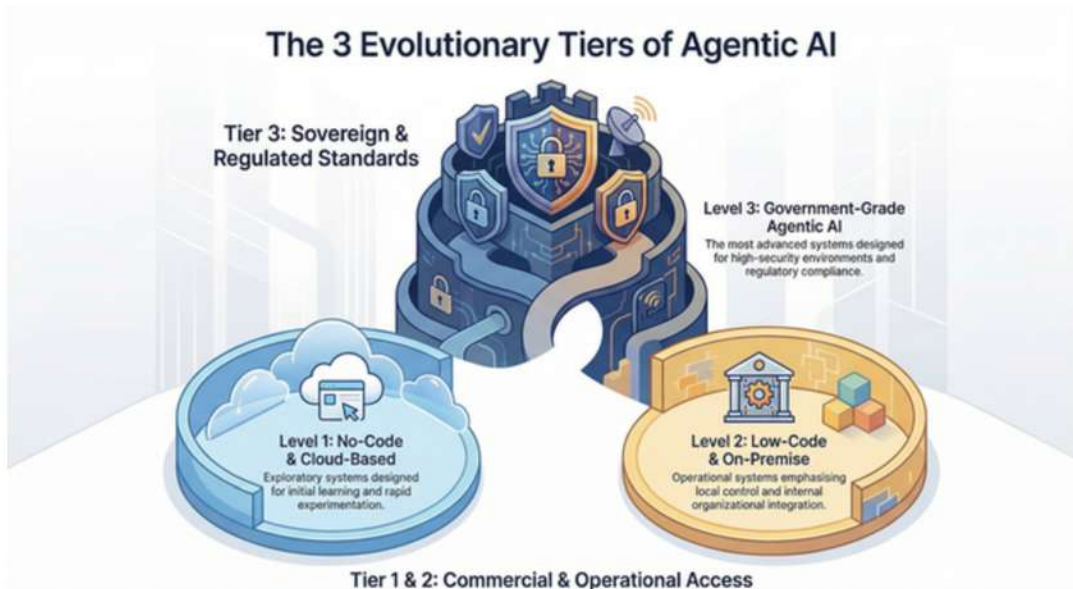 The 3 Evolutionary Tiers of Agentic AI
Tier 3: Sovereign &
Regulated Standards
Level 3: Government-Grade
Agentic AI
The most advanced systems designed
for high-security environments and
regulatory compliance.
Level 1: No-Code
& Cloud-Based
Exploratory systems designed
for initial learning and rapid
experimentation.
Level 2: Low-Code
& On-Premise
Operational systems emphasising
local control and internal
organizational integration.
Tier 1 & 2: Commercial & Operational Access